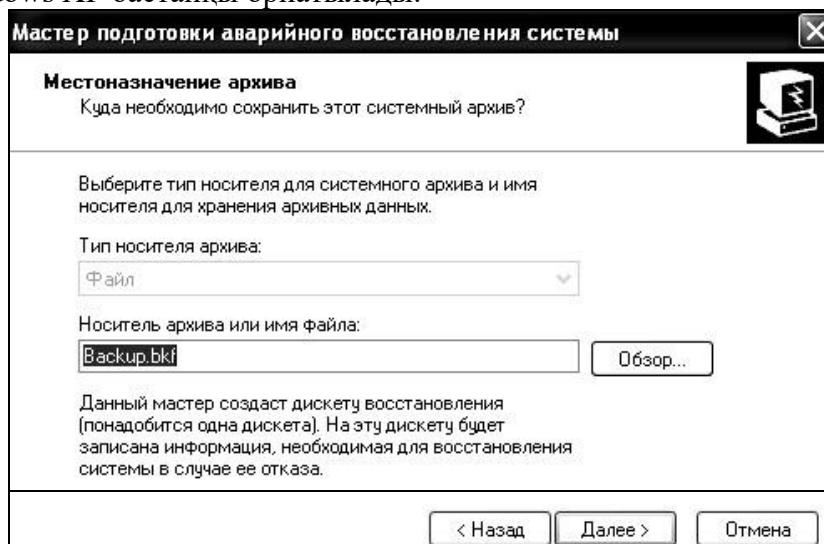 XP бастапқы орнатылады.
Мастер подготовки аварийного восстановления системы
Местоназначение архива
Куда необходимо сохранить этот системный архив?
Выберите тип носителя для системного архива и имя
носителя для хранения архивных данных.
Тип носителя архива:
Файл
Носитель архива или имя файла:
Backup.bkf
Обзор...
Данный мастер создаст дискету восстановления
(понадобится одна дискета). На эту дискету будет
записана информация, необходимая для восстановления
системы в случае ее отказа.
< Назад
Далее >
Отмена